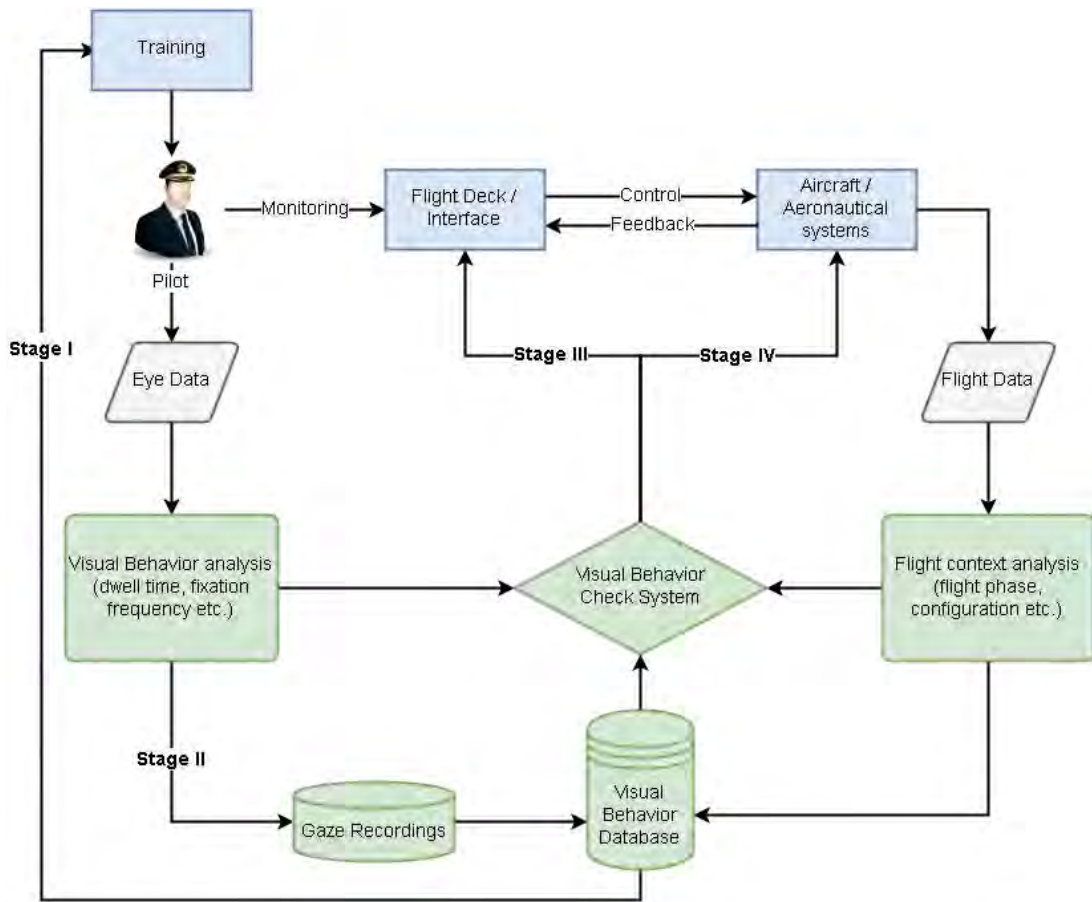 Training
Monitoring
Flight Deck /
Interface
Control
Feedback
Aircraft /
Aeronautical
systems
Pilot
Stage I
Stage III
Stage IV
Eye Data
Flight Data
Visual Behavior analysis
(dwell time, fixation
frequency etc.)
Visual Behavior
Check System
Flight context analysis
(flight phase,
configuration etc.)
Stage II
Gaze Recordings
Visual
Behavior
Database